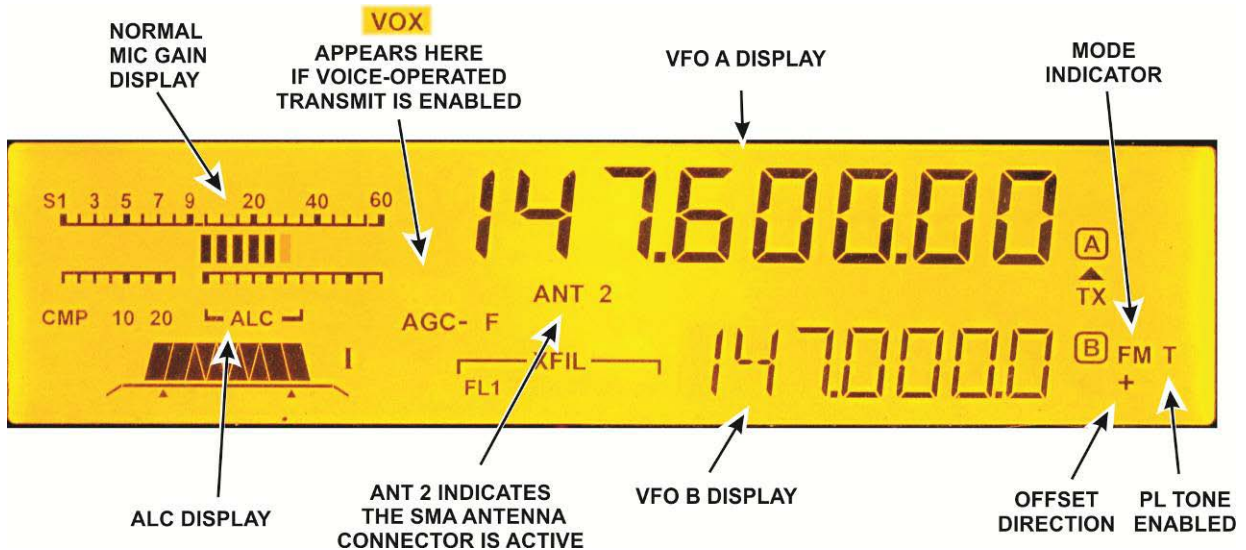 NORMAL
MIC GAIN
DISPLAY
VOX
APPEARS HERE
IF VOICE-OPERATED
TRANSMIT IS ENABLED
VFO A DISPLAY
MODE
INDICATOR
S1 3 5 7 9 20 40 60
147.600.00
A
TX
ANT 2
CMP 10 20 ALC
AGC- F
XFIL
FL1
I
147.000.0
B
FM T
+
ALC DISPLAY
ANT 2 INDICATES
THE SMA ANTENNA
CONNECTOR IS ACTIVE
VFO B DISPLAY
OFFSET
DIRECTION
PL TONE
ENABLED